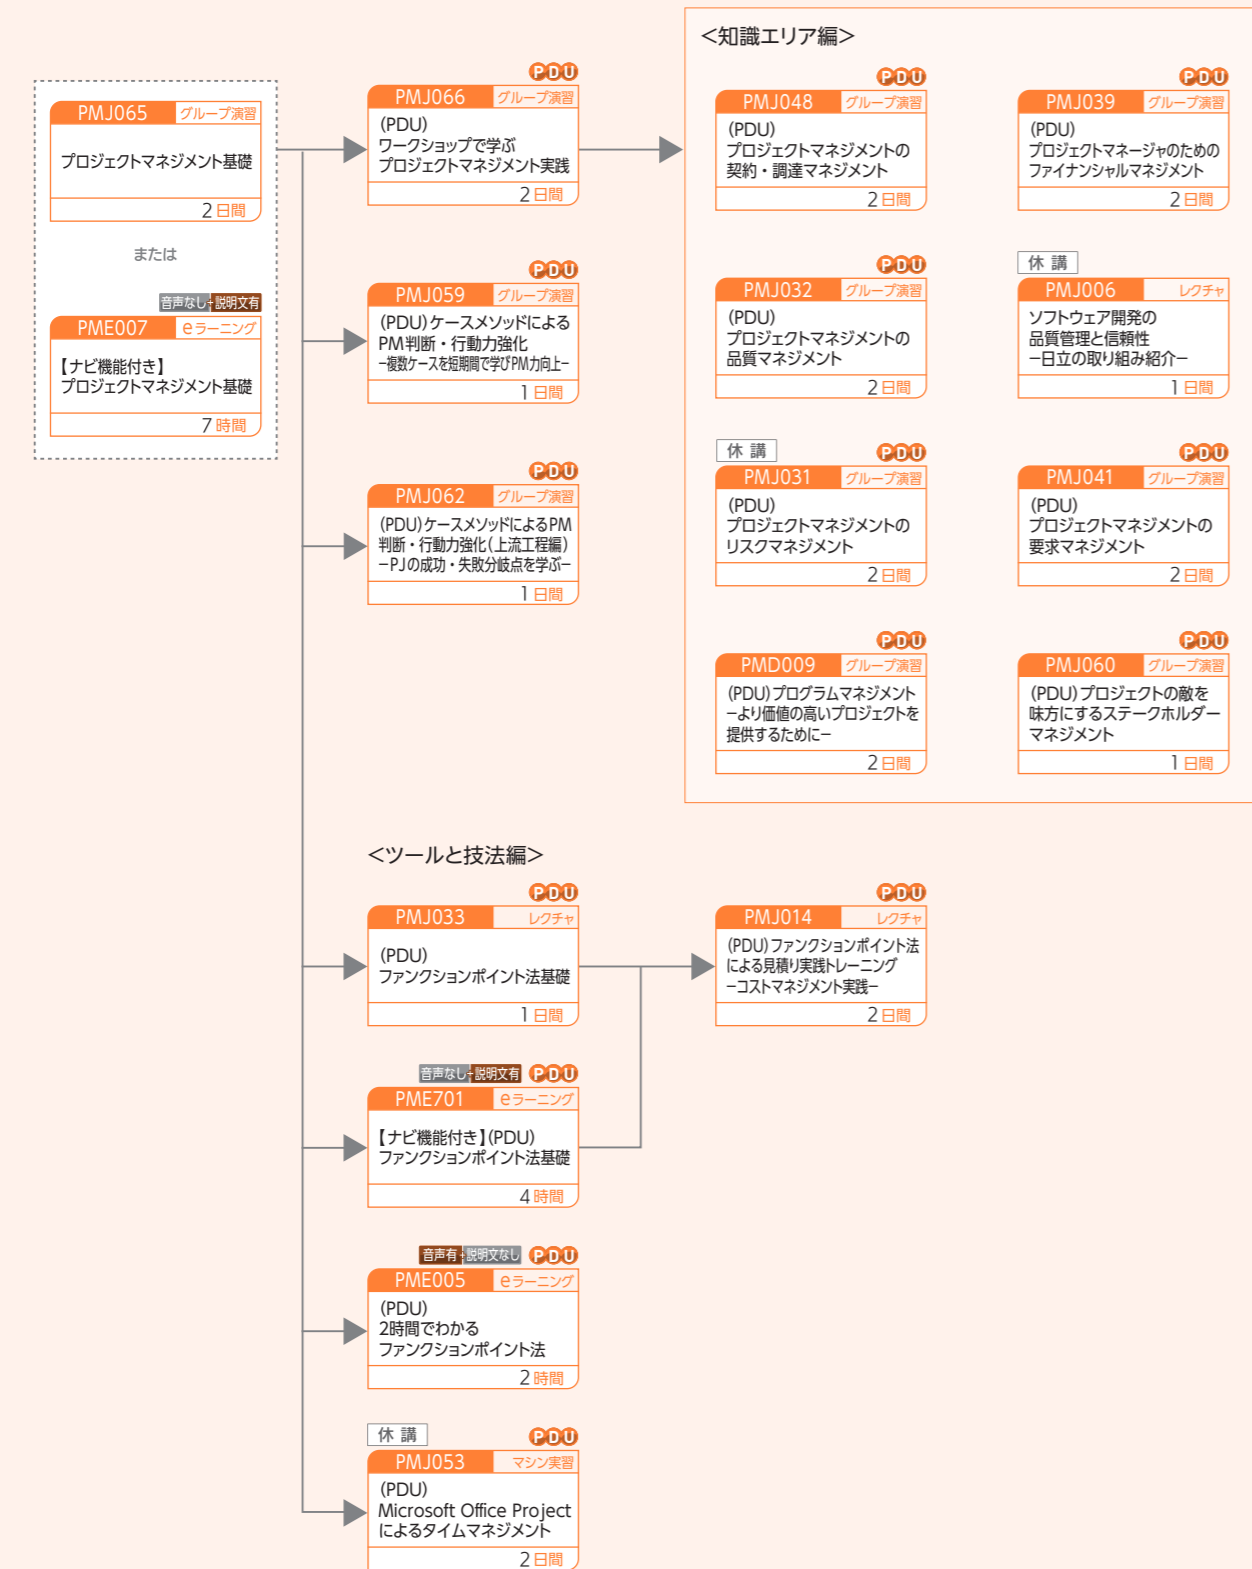 PMJ065 グループ演習
プロジェクトマネジメント基礎
2日間
または
音声なし+説明文有
PME007 eラーニング
【ナビ機能付き】
プロジェクトマネジメント基礎
7時間
PDU
PMJ066 グループ演習
(PDU)
ワークショップで学ぶ
プロジェクトマネジメント実践
2日間
PDU
PMJ059 グループ演習
(PDU)ケースメソッドによる
PM判断・行動力強化
−複数ケースを短期間で学びPM力向上−
1日間
PDU
PMJ062 グループ演習
(PDU)ケースメソッドによるPM
判断・行動力強化(上流工程編)
−PJの成功・失敗分岐点を学ぶ−
1日間
<知識エリア編>
PDU
PMJ048 グループ演習
(PDU)
プロジェクトマネジメントの
契約・調達マネジメント
2日間
PDU
PMJ039 グループ演習
(PDU)
プロジェクトマネージャのための
ファイナンシャルマネジメント
2日間
PDU
PMJ032 グループ演習
(PDU)
プロジェクトマネジメントの
品質マネジメント
2日間
休 講
PMJ006 レクチャ
ソフトウェア開発の
品質管理と信頼性
−日立の取り組み紹介−
1日間
休 講
PDU
PMJ031 グループ演習
(PDU)
プロジェクトマネジメントの
リスクマネジメント
2日間
PDU
PMJ041 グループ演習
(PDU)
プロジェクトマネジメントの
要求マネジメント
2日間
PDU
PMD009 グループ演習
(PDU)プログラムマネジメント
−より価値の高いプロジェクトを
提供するために−
2日間
PDU
PMJ060 グループ演習
(PDU)プロジェクトの敵を
味方にするステークホルダー
マネジメント
1日間
<ツールと技法編>
PDU
PMJ033 レクチャ
(PDU)
ファンクションポイント法基礎
1日間
PDU
PMJ014 レクチャ
(PDU)ファンクションポイント法
による見積り実践トレーニング
−コストマネジメント実践−
2日間
音声なし+説明文有 PDU
PME701 eラーニング
【ナビ機能付き】(PDU)
ファンクションポイント法基礎
4時間
音声有+説明文なし PDU
PME005 eラーニング
(PDU)
2時間でわかる
ファンクションポイント法
2時間
休 講
PDU
PMJ053 マシン実習
(PDU)
Microsoft Office Project
によるタイムマネジメント
2日間